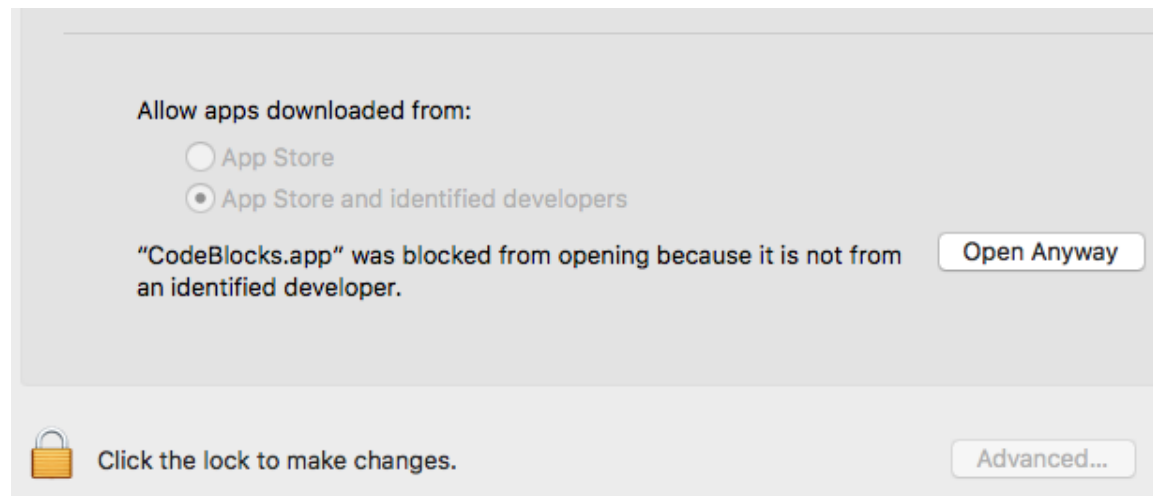 Allow apps downloaded from:
App Store
App Store and identified developers
“CodeBlocks.app” was blocked from opening because it is not from
an identified developer.
Open Anyway
Click the lock to make changes.
Advanced...